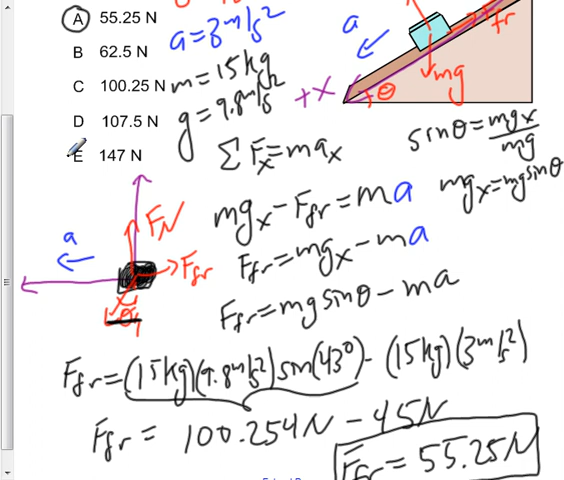 A 55.25 N
a=3m/s²
a
Ffr
B 62.5 N
m=15kg
C 100.25 N
+X
θ
mg
g=9.8m/s²
D 107.5 N
E 147 N
ΣFx=max
sinθ=mgx/mg
mgx=mgsinθ
FN
mgx-Ffr=ma
a
Ffr
Ffr=mgx-ma
Ffr=mgsinθ-ma
Ffr=(15kg)(9.8m/s²)sin(43°)-(15kg)(3m/s²)
Ffr= 100.254N-45N
Ffr=55.25N